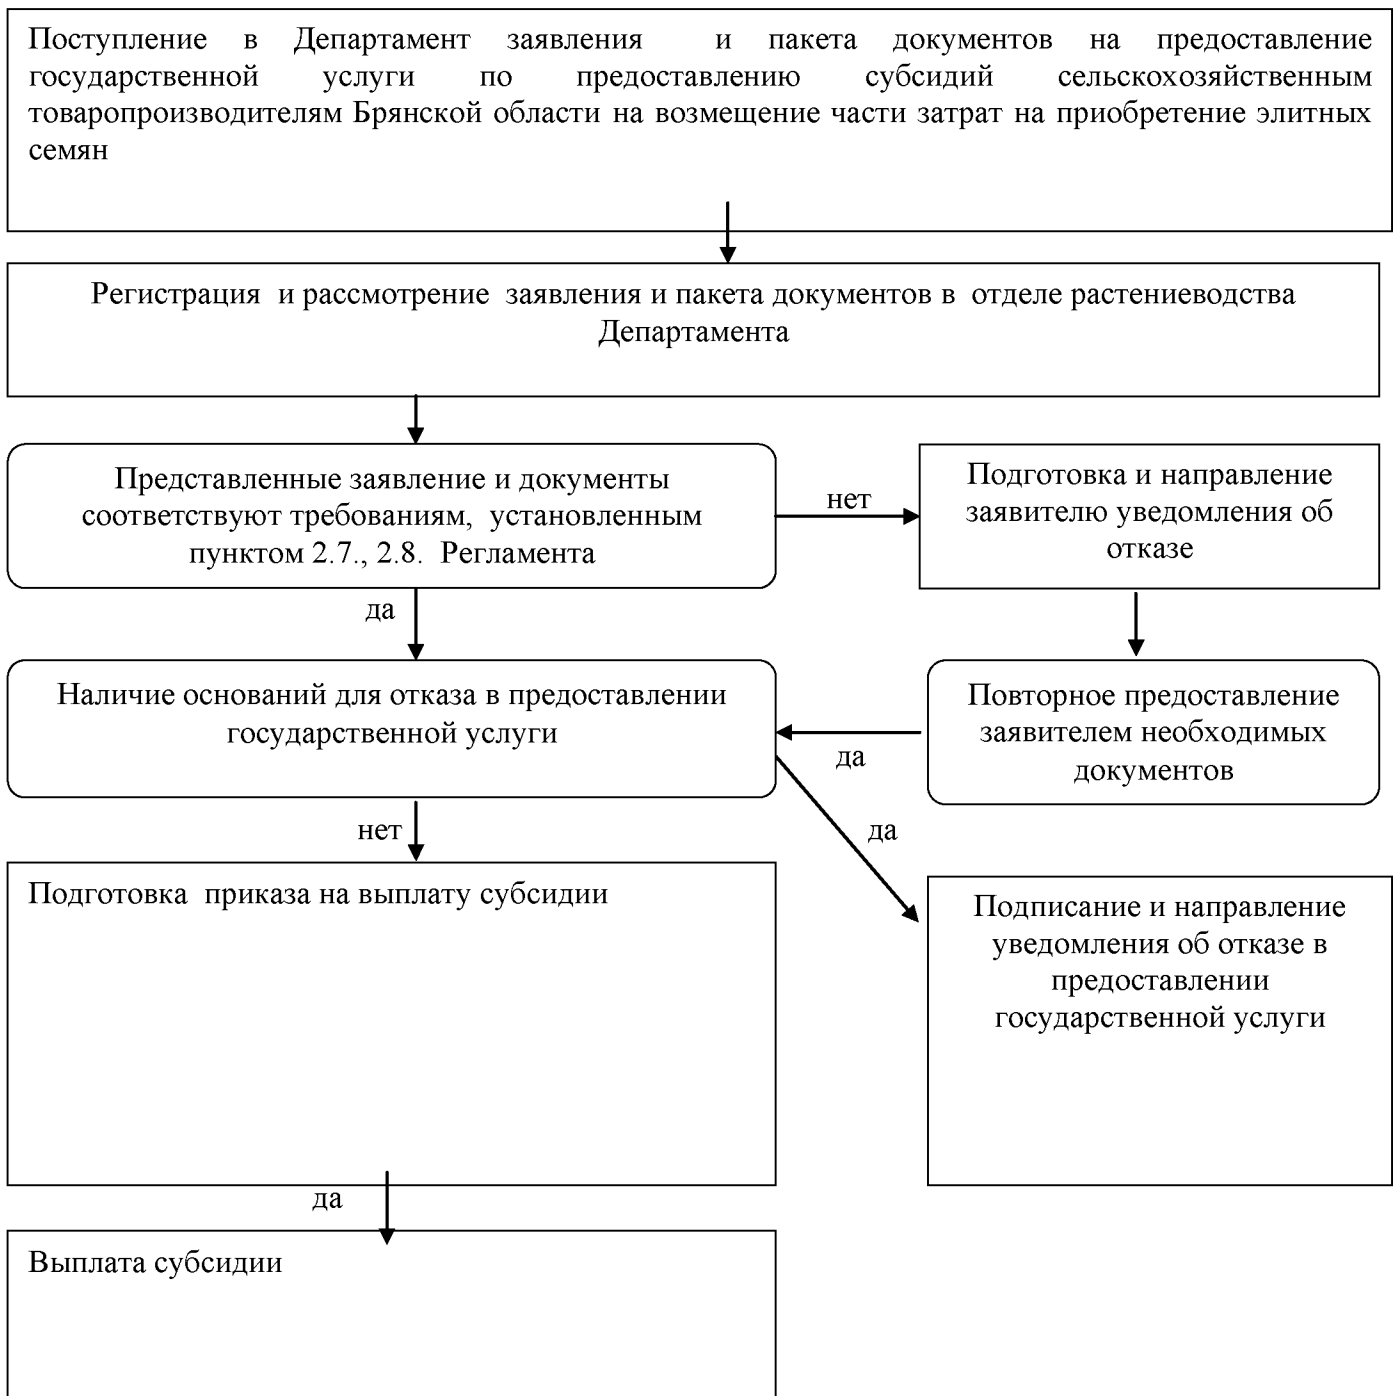 Поступление в Департамент заявления и пакета документов на предоставление
государственной услуги по предоставлению субсидий сельскохозяйственным
товаропроизводителям Брянской области на возмещение части затрат на приобретение элитных
семян
Регистрация и рассмотрение заявления и пакета документов в отделе растениеводства
Департамента
Представленные заявление и документы
соответствуют требованиям, установленным
пунктом 2.7., 2.8. Регламента
нет
Подготовка и направление
заявителю уведомления об
отказе
да
Наличие оснований для отказа в предоставлении
государственной услуги
Повторное предоставление
заявителем необходимых
документов
да
нет
да
Подготовка приказа на выплату субсидии
Подписание и направление
уведомления об отказе в
предоставлении
государственной услуги
да
Выплата субсидии